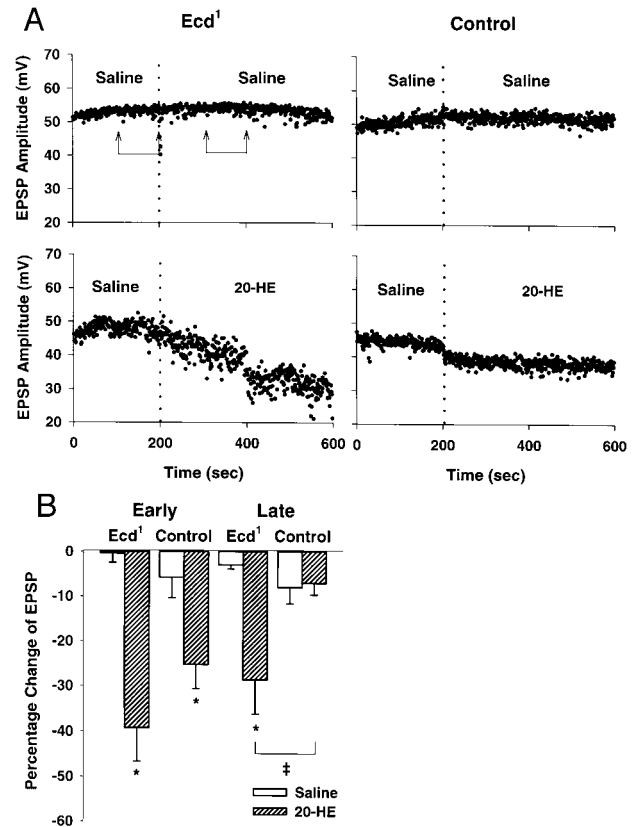 A
Ecd¹
Control
EPSP Amplitude (mV)
70
60
50
40
30
20
Saline
Saline
Saline
Saline
EPSP Amplitude (mV)
70
60
50
40
30
20
Saline
20-HE
Saline
20-HE
0
200
400
600
0
200
400
600
Time (sec)
Time (sec)
B
Early
Late
Ecd¹
Control
Ecd¹
Control
Percentage Change of EPSP
0
-10
-20
-30
-40
-50
-60
*
*
*
‡
Saline
20-HE